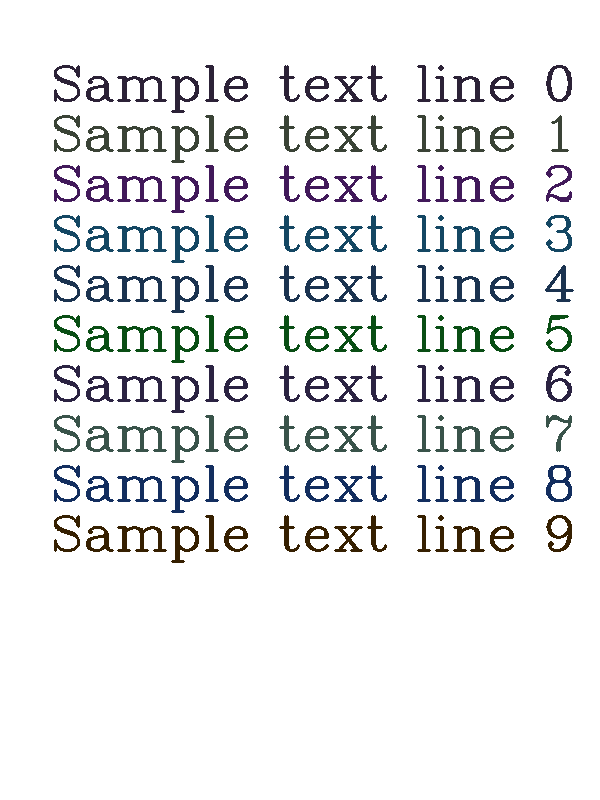 Sample text line 0
Sample text line 1
Sample text line 2
Sample text line 3
Sample text line 4
Sample text line 5
Sample text line 6
Sample text line 7
Sample text line 8
Sample text line 9